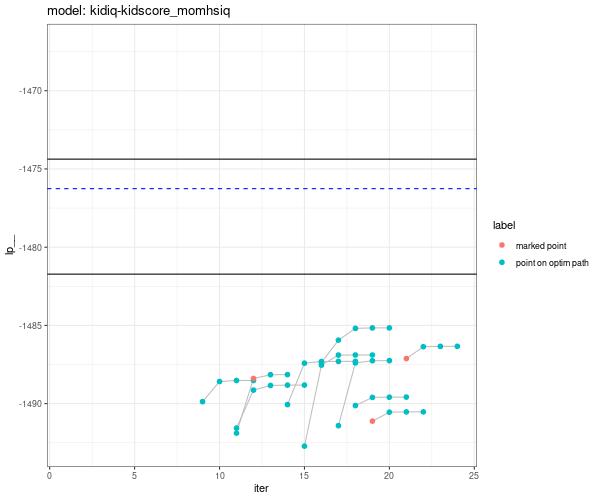 model: kidiq-kidscore_momhsiq
-1470
-1475
-1480
-1485
-1490
lp__
0
5
10
15
20
25
iter
label
marked point
point on optim path